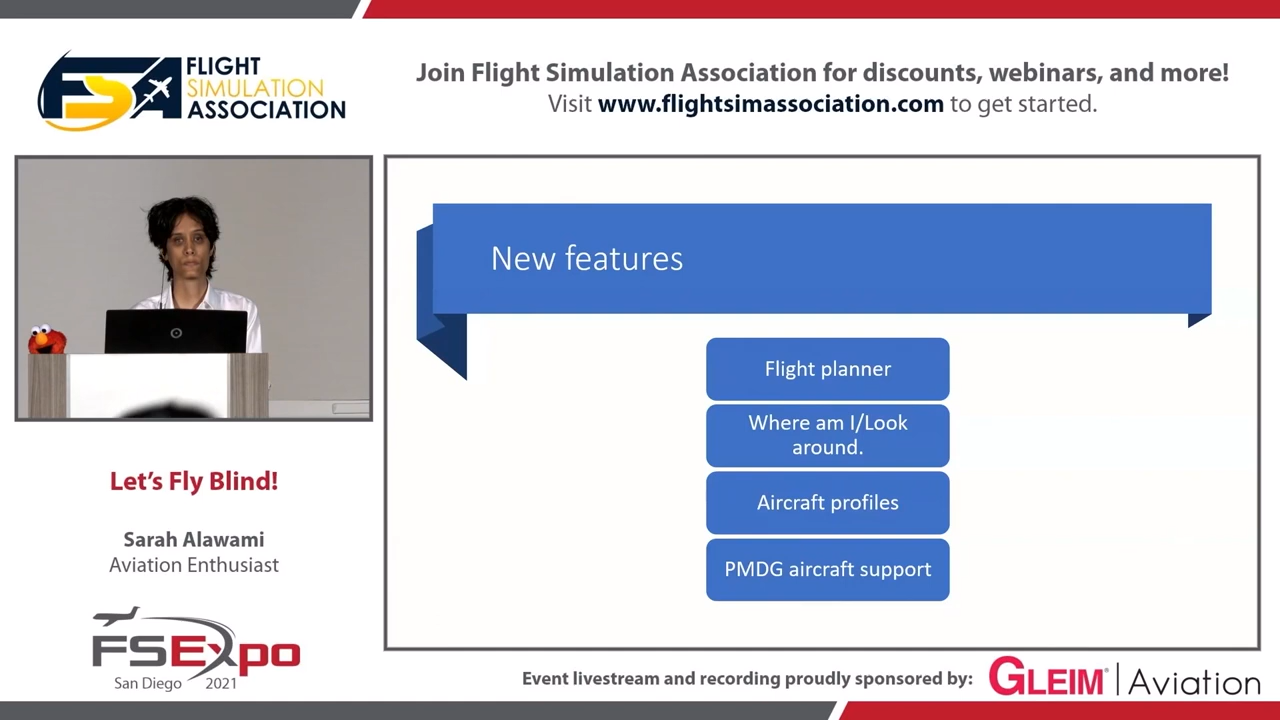 FLIGHT
SIMULATION
ASSOCIATION
FSA
Join Flight Simulation Association for discounts, webinars, and more!
Visit www.flightsimassociation.com to get started.
New features
Flight planner
Where am I/Look
around.
Aircraft profiles
PMDG aircraft support
Let's Fly Blind!
Sarah Alawami
Aviation Enthusiast
FSExpo
San Diego 2021
Event livestream and recording proudly sponsored by:
GLEIM® | Aviation